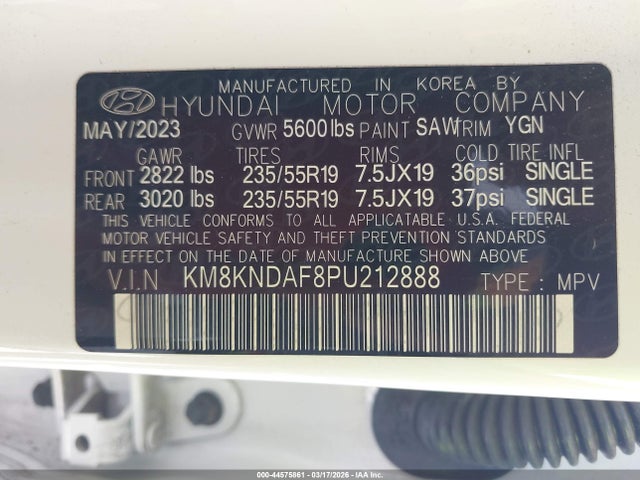 MANUFACTURED IN KOREA BY
HYUNDAI MOTOR COMPANY
MAY/2023 GVWR 5600 lbs PAINT SAW TRIM YGN
GAWR TIRES RIMS COLD TIRE INFL
FRONT 2822 lbs 235/55R19 7.5JX19 36psi SINGLE
REAR 3020 lbs 235/55R19 7.5JX19 37psi SINGLE
THIS VEHICLE CONFORMS TO ALL APPLICATABLE U.S.A. FEDERAL
MOTOR VEHICLE SAFETY AND THEFT PREVENTION STANDARDS
IN EFFECT ON THE DATE OF MANUFACTURE SHOWN ABOVE
V.I.N KM8KNDAF8PU212888 TYPE : MPV
000-44575861 - 03/17/2026 - IAAI.COM